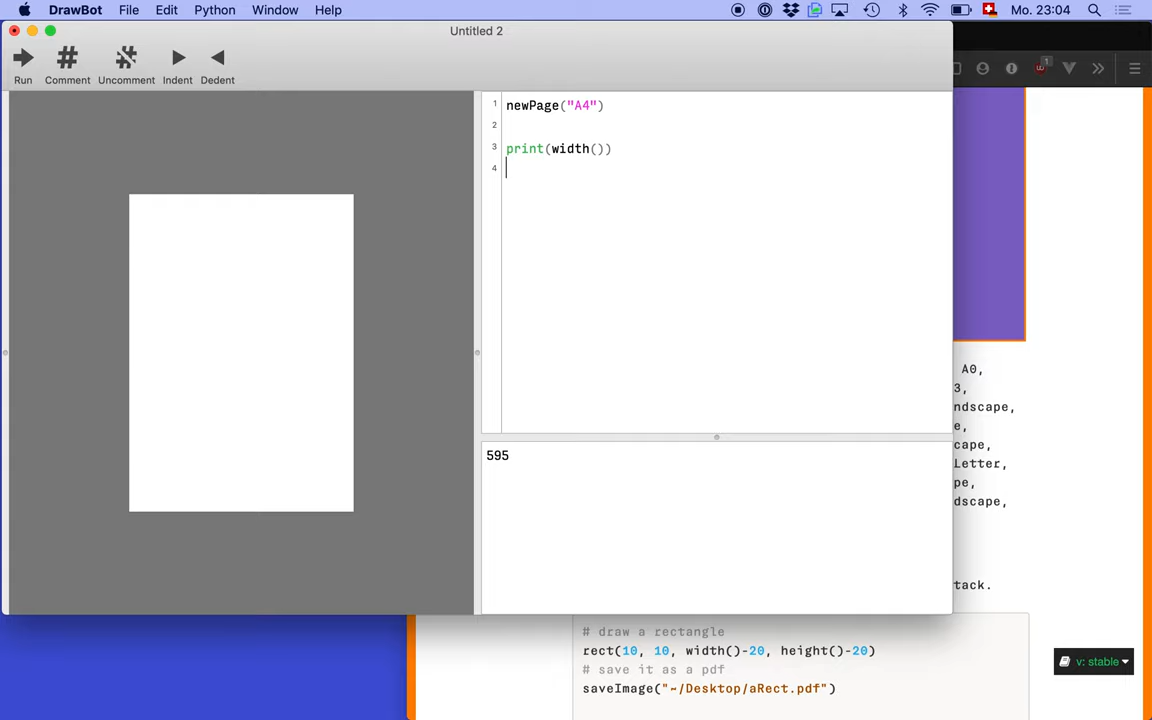 DrawBot File Edit Python Window Help Mo. 23:04
Untitled 2
Run Comment Uncomment Indent Dedent
1
1 newPage("A4")
2
3 print(width())
4
595
A0,
3,
ndscape,
e,
cape,
Letter,
pe,
ndscape,
tack.
# draw a rectangle
rect(10, 10, width()-20, height()-20)
# save it as a pdf
saveImage("~/Desktop/aRect.pdf")
v: stable